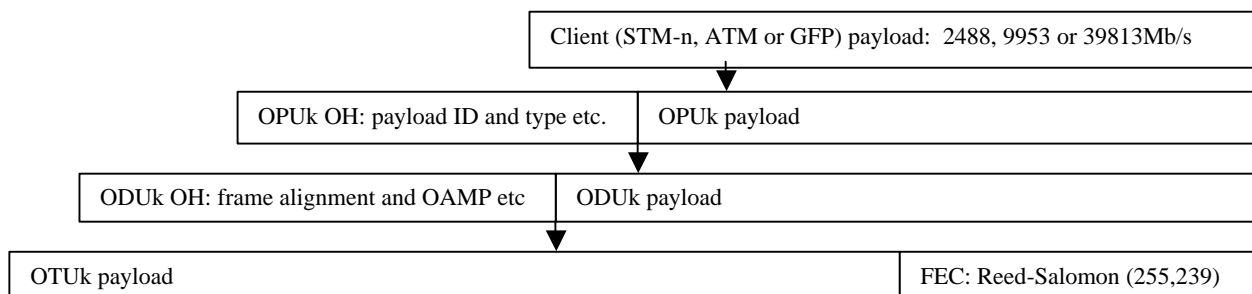 Client (STM-n, ATM or GFP) payload: 2488, 9953 or 39813Mb/s
OPUk OH: payload ID and type etc. OPUk payload
ODUk OH: frame alignment and OAMP etc ODUk payload
OTUk payload FEC: Reed-Salomon (255,239)